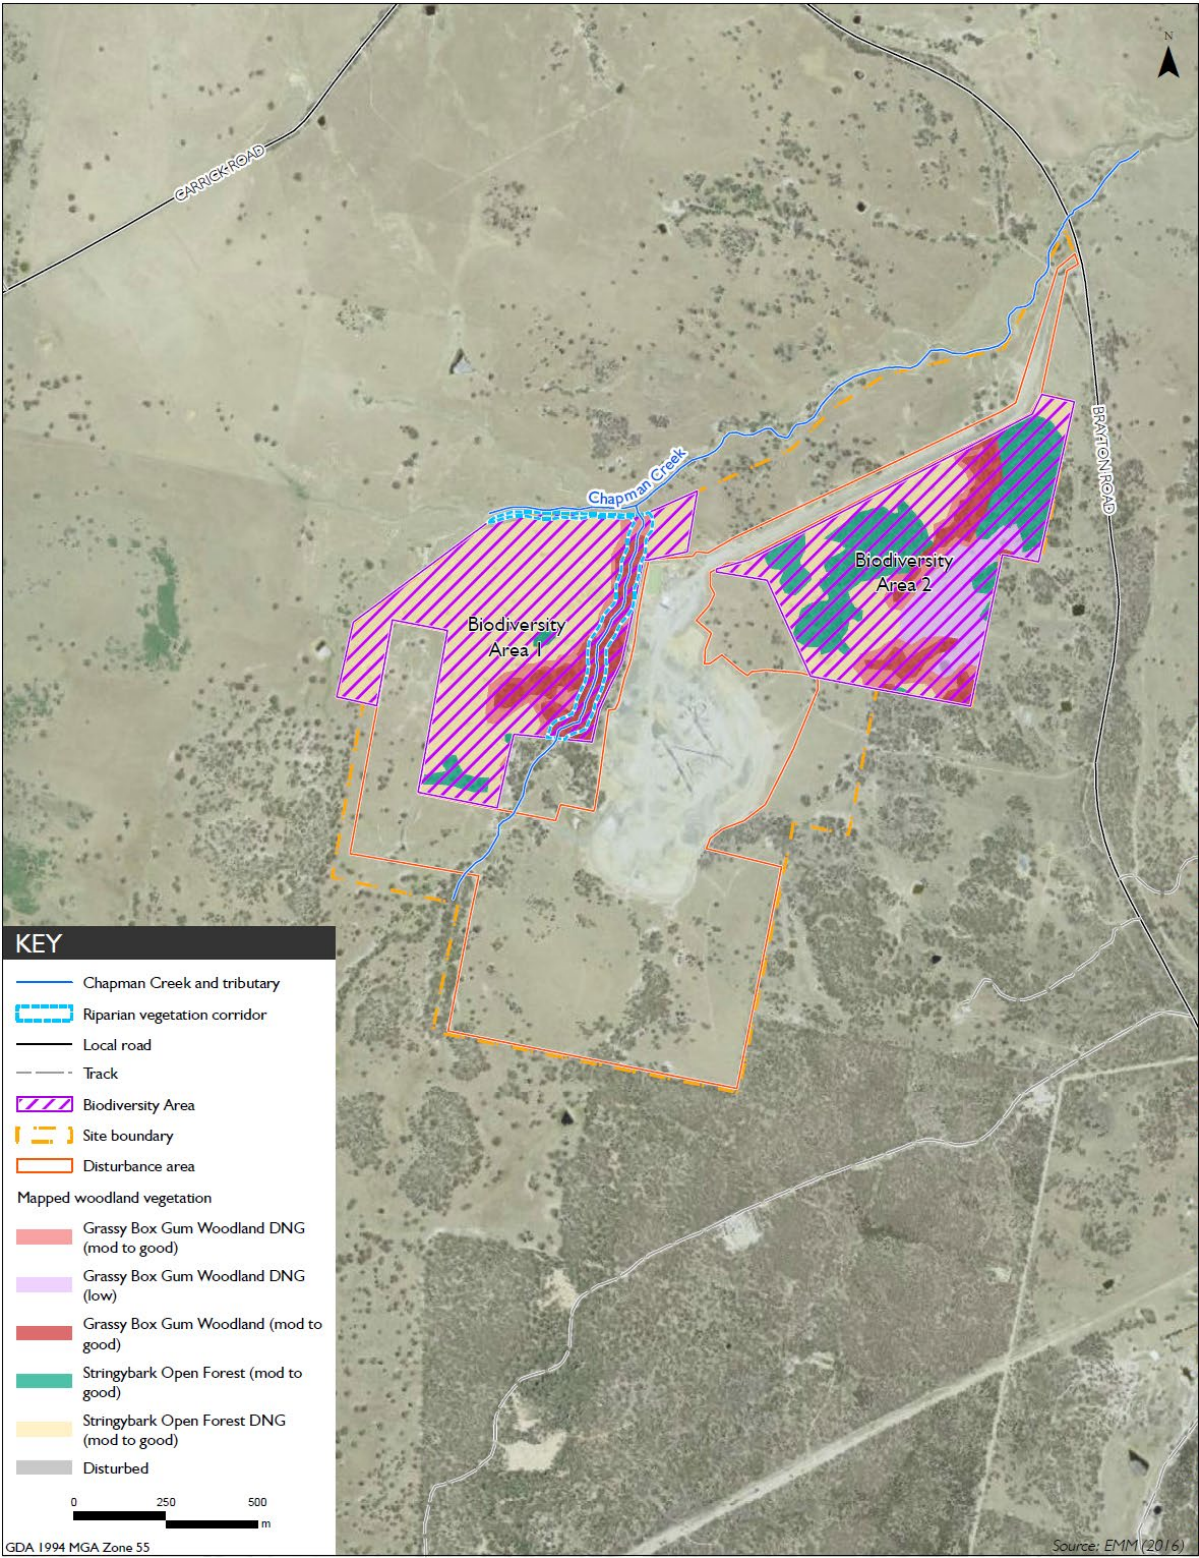 N
GARRICK ROAD
BRAYTON ROAD
Chapman Creek
Biodiversity
Area 2
Biodiversity
Area 1
KEY
Chapman Creek and tributary
Riparian vegetation corridor
Local road
Track
Biodiversity Area
Site boundary
Disturbance area
Mapped woodland vegetation
Grassy Box Gum Woodland DNG
(mod to good)
Grassy Box Gum Woodland DNG
(low)
Grassy Box Gum Woodland (mod to
good)
Stringybark Open Forest (mod to
good)
Stringybark Open Forest DNG
(mod to good)
Disturbed
0 250 500
m
GDA 1994 MGA Zone 55
Source: EMM (2016)